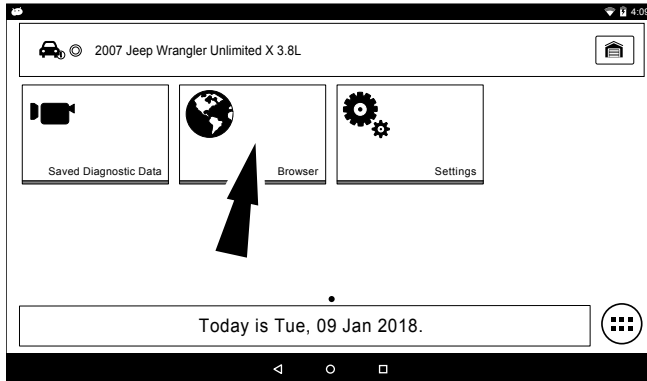 4:09
2007 Jeep Wrangler Unlimited X 3.8L
Saved Diagnostic Data
Browser
Settings
Today is Tue, 09 Jan 2018.